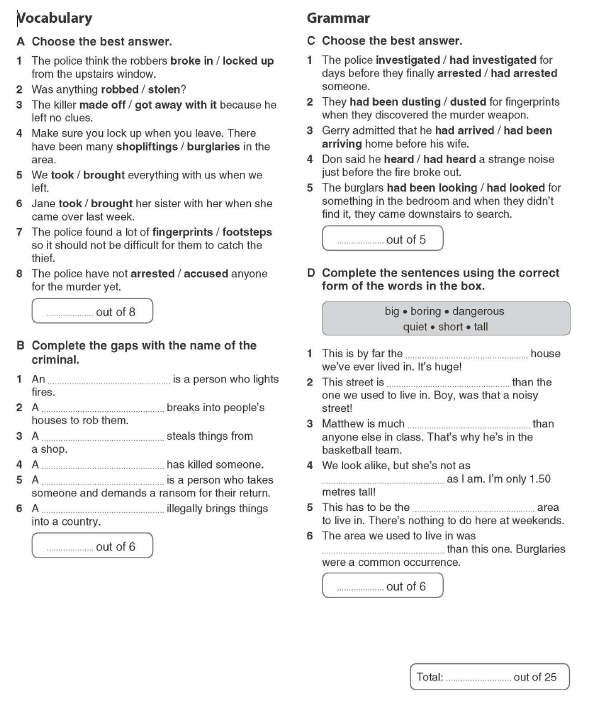 Vocabulary
A Choose the best answer.
1 The police think the robbers broke in / locked up
from the upstairs window.
2 Was anything robbed / stolen?
3 The killer made off / got away with it because he
left no clues.
4 Make sure you lock up when you leave. There
have been many shopliftings / burglaries in the
area.
5 We took / brought everything with us when we
left.
6 Jane took / brought her sister with her when she
came over last week.
7 The police found a lot of fingerprints / footsteps
so it should not be difficult for them to catch the
thief.
8 The police have not arrested / accused anyone
for the murder yet.
.................... out of 8
B Complete the gaps with the name of the
criminal.
1 An ........................................ is a person who lights
fires.
2 A ........................................ breaks into people's
houses to rob them.
3 A ........................................ steals things from
a shop.
4 A ........................................ has killed someone.
5 A ........................................ is a person who takes
someone and demands a ransom for their return.
6 A ........................................ illegally brings things
into a country.
.................... out of 6
Grammar
C Choose the best answer.
1 The police investigated / had investigated for
days before they finally arrested / had arrested
someone.
2 They had been dusting / dusted for fingerprints
when they discovered the murder weapon.
3 Gerry admitted that he had arrived / had been
arriving home before his wife.
4 Don said he heard / had heard a strange noise
just before the fire broke out.
5 The burglars had been looking / had looked for
something in the bedroom and when they didn't
find it, they came downstairs to search.
.................... out of 5
D Complete the sentences using the correct
form of the words in the box.
big • boring • dangerous
quiet • short • tall
1 This is by far the ........................................ house
we've ever lived in. It's huge!
2 This street is ........................................ than the
one we used to live in. Boy, was that a noisy
street!
3 Matthew is much ........................................ than
anyone else in class. That's why he's in the
basketball team.
4 We look alike, but she's not as
........................................ as I am. I'm only 1.50
metres tall!
5 This has to be the ........................................ area
to live in. There's nothing to do here at weekends.
6 The area we used to live in was
........................................ than this one. Burglaries
were a common occurrence.
.................... out of 6
Total: .......................... out of 25